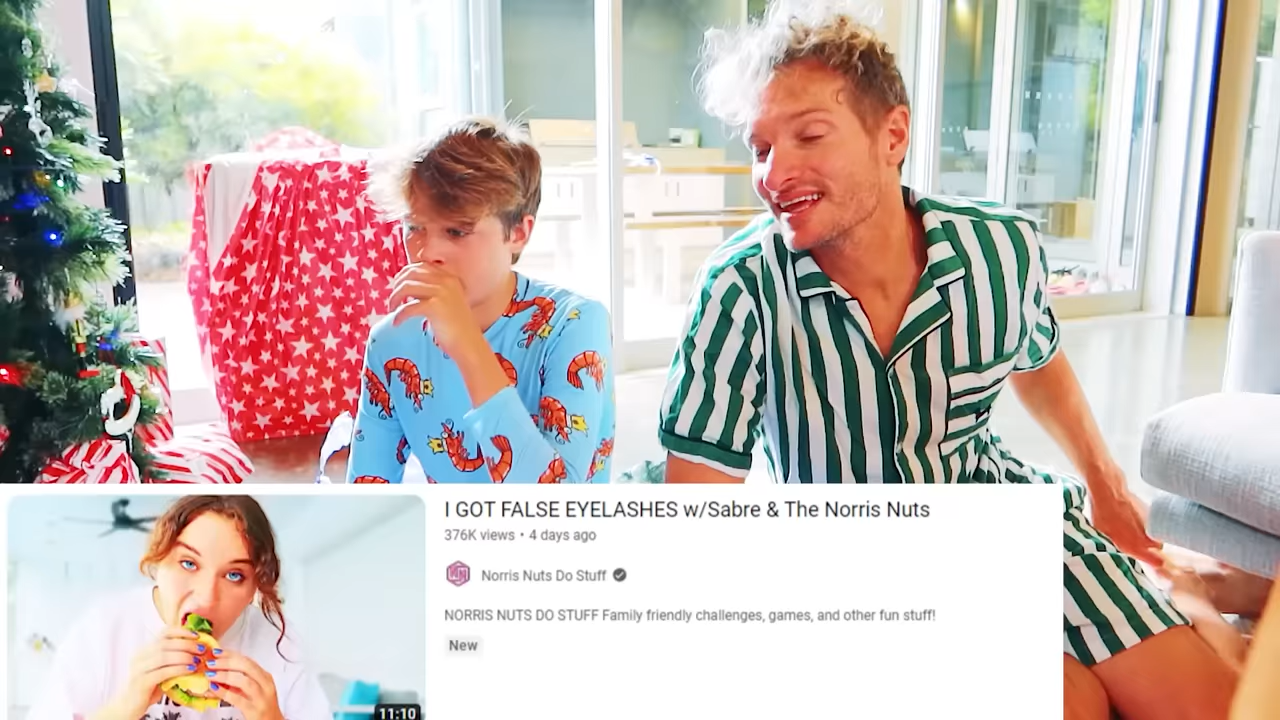 I GOT FALSE EYELASHES w/Sabre & The Norris Nuts
376K views • 4 days ago
Norris Nuts Do Stuff
NORRIS NUTS DO STUFF Family friendly challenges, games, and other fun stuff!
New
11:10